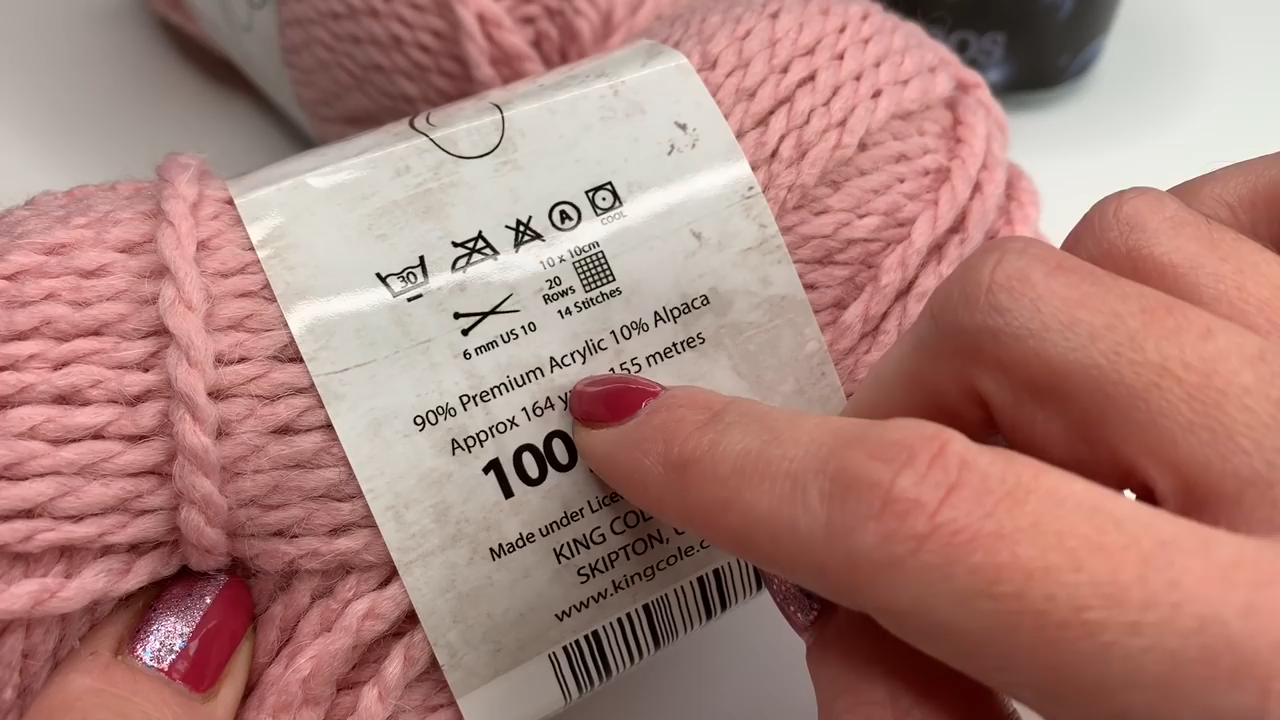 30
A
COOL
10 x 10cm
20
Rows
14 Stitches
6 mm US 10
90% Premium Acrylic 10% Alpaca
Approx 164 155 metres
100
Made under
KING
SKIPTON,
www.kingcole.c